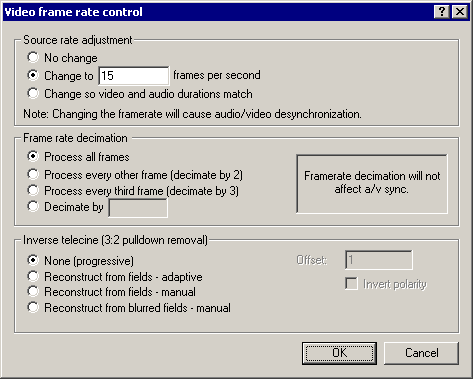 Video frame rate control
Source rate adjustment
No change
Change to 15 frames per second
Change so video and audio durations match
Note: Changing the framerate will cause audio/video desynchronization.
Frame rate decimation
Process all frames
Process every other frame (decimate by 2)
Process every third frame (decimate by 3)
Decimate by
Framerate decimation will not
affect a/v sync.
Inverse telecine (3:2 pulldown removal)
None (progressive)
Reconstruct from fields - adaptive
Reconstruct from fields - manual
Reconstruct from blurred fields - manual
Offset: 1
Invert polarity
OK Cancel